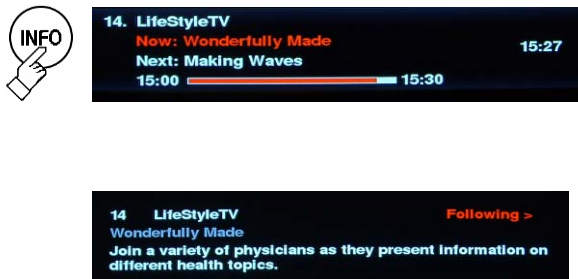 INFO
14. LifeStyleTV
Now: Wonderfully Made
15:27
Next: Making Waves
15:00 15:30
14 LifeStyleTV Following >
Wonderfully Made
Join a variety of physicians as they present information on
different health topics.